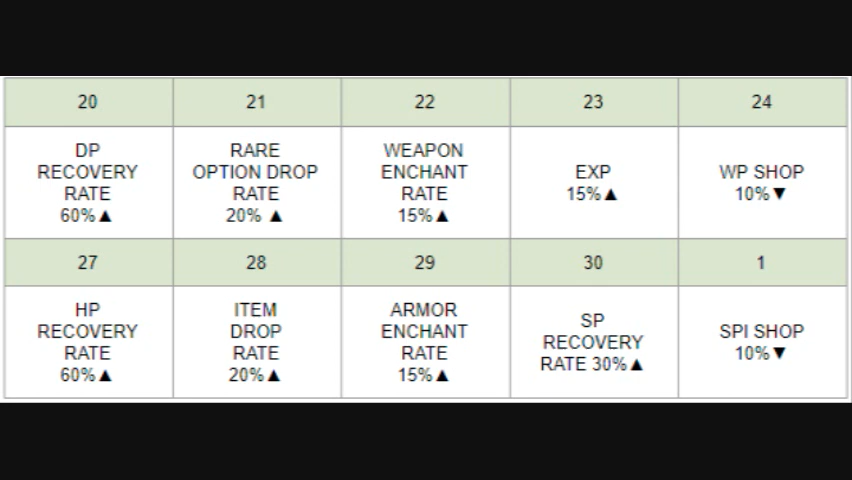 20 21 22 23 24
DP
RECOVERY
RATE
60%▲
RARE
OPTION DROP
RATE
20% ▲
WEAPON
ENCHANT
RATE
15%▲
EXP
15%▲
WP SHOP
10%▼
27 28 29 30 1
HP
RECOVERY
RATE
60%▲
ITEM
DROP
RATE
20%▲
ARMOR
ENCHANT
RATE
15%▲
SP
RECOVERY
RATE 30%▲
SPI SHOP
10%▼